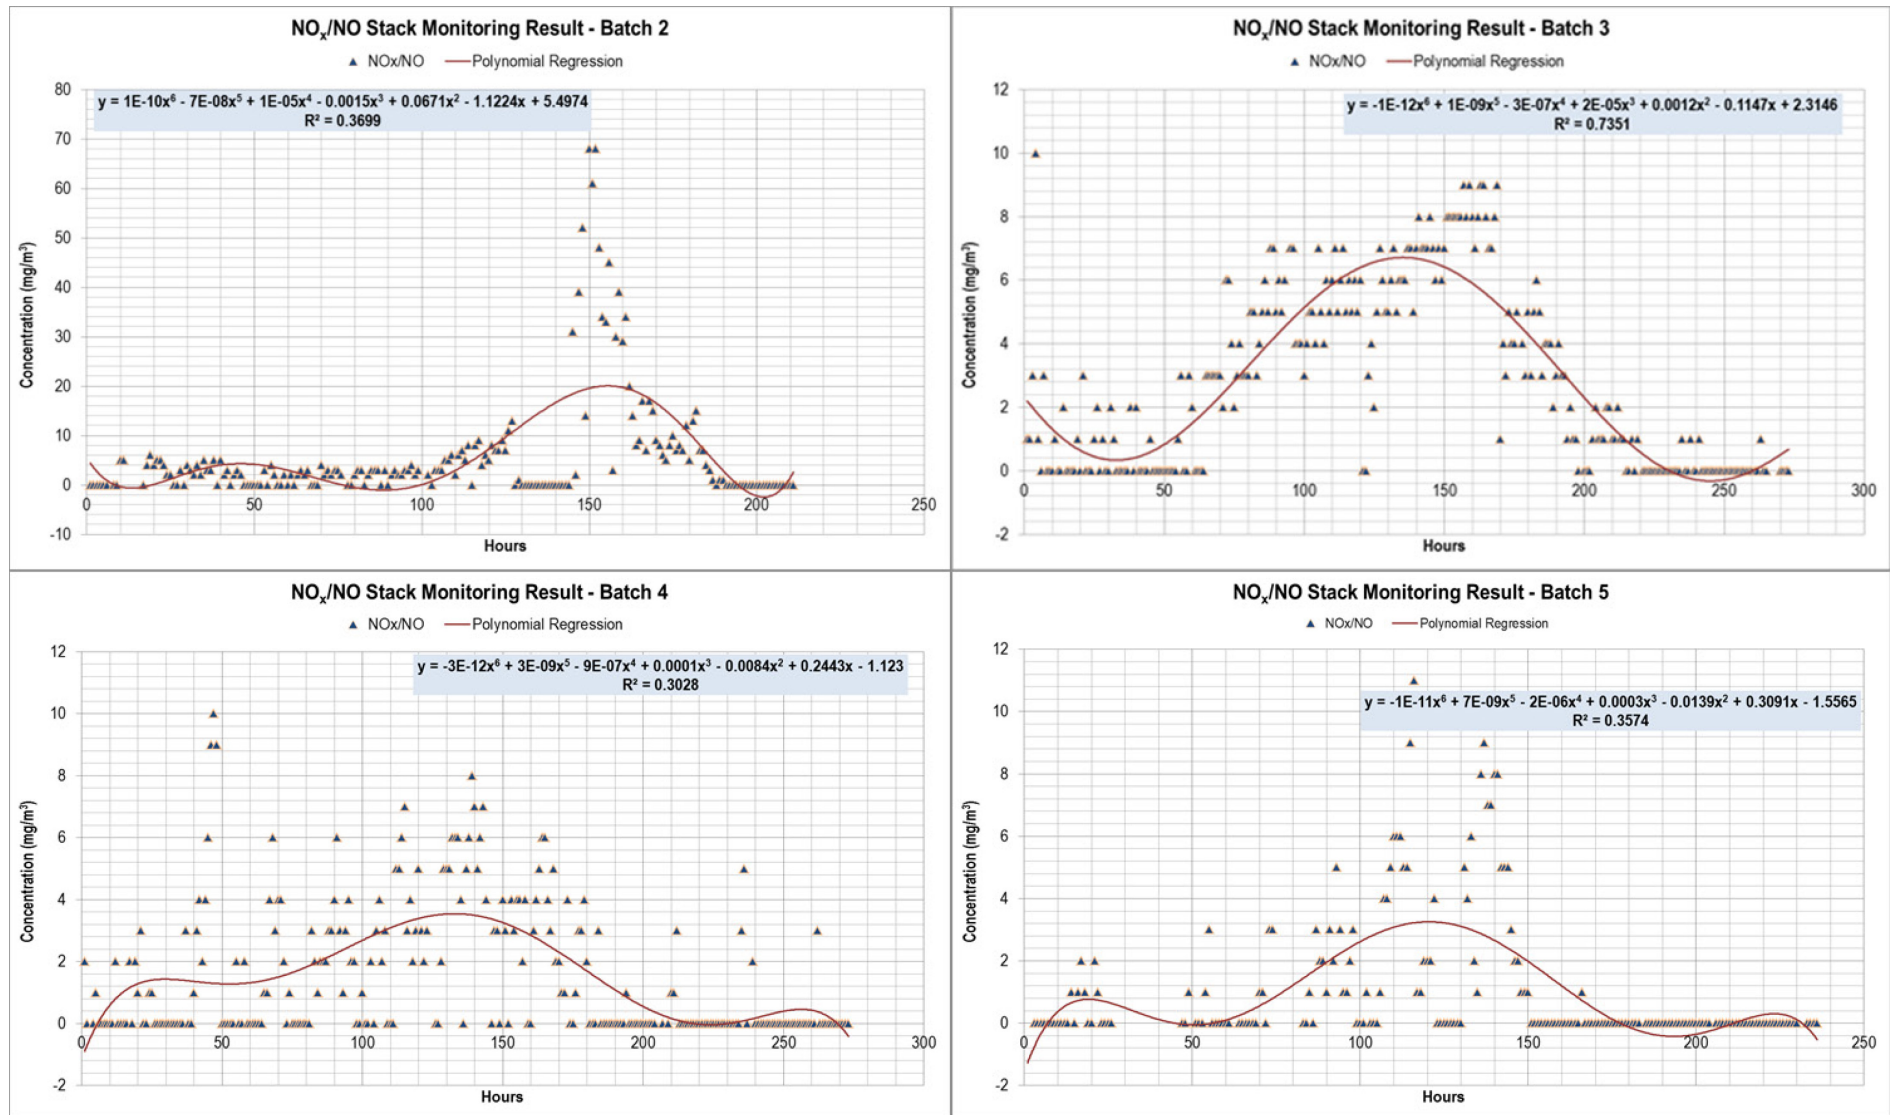 NOₓ/NO Stack Monitoring Result - Batch 2
NOx/NO Polynomial Regression
y = 1E-10x⁶ - 7E-08x⁵ + 1E-05x⁴ - 0.0015x³ + 0.0671x² - 1.1224x + 5.4974
R² = 0.3699
Concentration (mg/m³)
80
70
60
50
40
30
20
10
0
-10
0 50 100 150 200 250
Hours
NOₓ/NO Stack Monitoring Result - Batch 3
NOx/NO Polynomial Regression
y = -1E-12x⁶ + 1E-09x⁵ - 3E-07x⁴ + 2E-05x³ + 0.0012x² - 0.1147x + 2.3146
R² = 0.7351
Concentration (mg/m³)
12
10
8
6
4
2
0
-2
0 50 100 150 200 250 300
Hours
NOₓ/NO Stack Monitoring Result - Batch 4
NOx/NO Polynomial Regression
y = -3E-12x⁶ + 3E-09x⁵ - 9E-07x⁴ + 0.0001x³ - 0.0084x² + 0.2443x - 1.123
R² = 0.3028
Concentration (mg/m³)
12
10
8
6
4
2
0
-2
0 50 100 150 200 250 300
Hours
NOₓ/NO Stack Monitoring Result - Batch 5
NOx/NO Polynomial Regression
y = -1E-11x⁶ + 7E-09x⁵ - 2E-06x⁴ + 0.0003x³ - 0.0139x² + 0.3091x - 1.5565
R² = 0.3574
Concentration (mg/m³)
12
10
8
6
4
2
0
-2
0 50 100 150 200 250
Hours